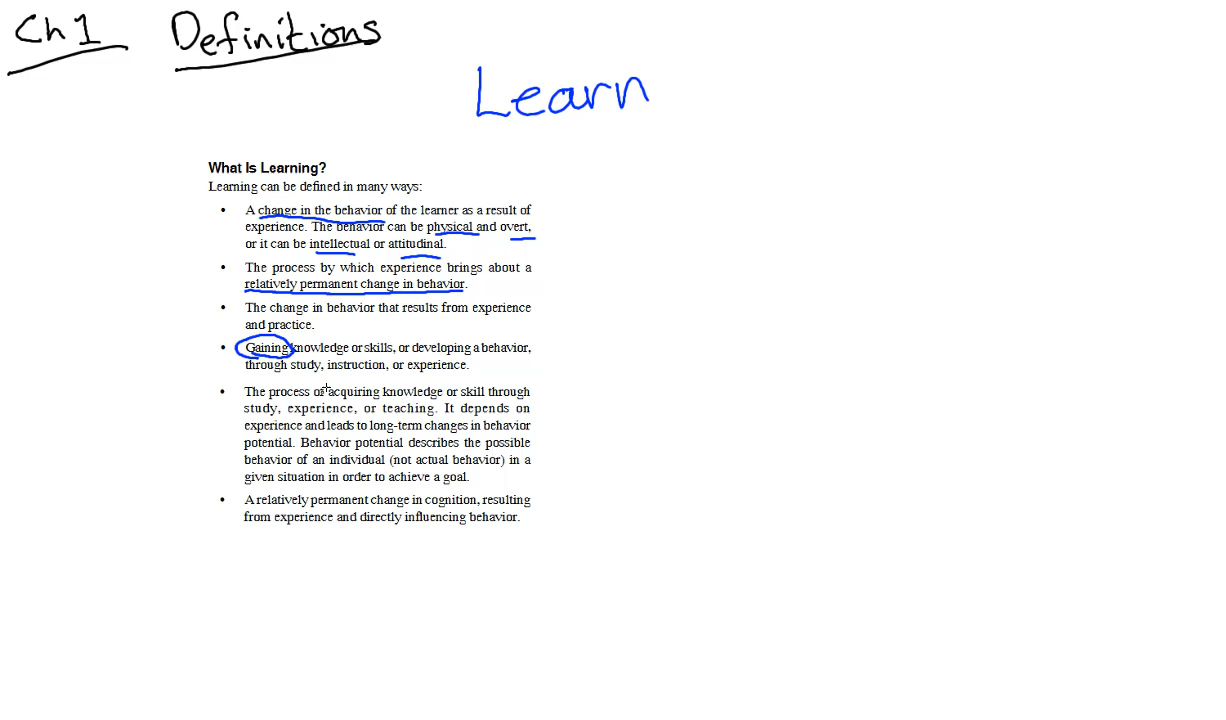 Ch 1 Definitions
Learn
What Is Learning?
Learning can be defined in many ways:
• A change in the behavior of the learner as a result of
experience. The behavior can be physical and overt,
or it can be intellectual or attitudinal.
• The process by which experience brings about a
relatively permanent change in behavior.
• The change in behavior that results from experience
and practice.
• Gaining knowledge or skills, or developing a behavior,
through study, instruction, or experience.
• The process of acquiring knowledge or skill through
study, experience, or teaching. It depends on
experience and leads to long-term changes in behavior
potential. Behavior potential describes the possible
behavior of an individual (not actual behavior) in a
given situation in order to achieve a goal.
• A relatively permanent change in cognition, resulting
from experience and directly influencing behavior.